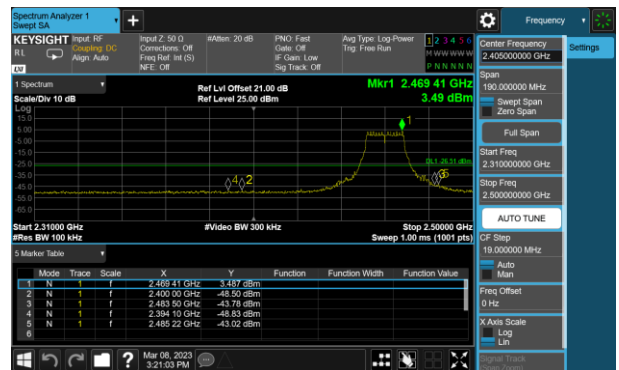 Spectrum Analyzer 1
Swept SA
+
Frequency
KEYSIGHT
RL
Input: RF
Coupling: DC
Align: Auto
Input Z: 50 Ω
Corrections: Off
Freq Ref: Int (S)
NFE: Off
#Atten: 20 dB
PNO: Fast
Gate: Off
IF Gain: Low
Sig Track: Off
Avg Type: Log-Power
Trig: Free Run
1 2 3 4 5 6
M W W W W W
P N N N N N
Center Frequency
2.405000000 GHz
Settings
Span
190.000000 MHz
Swept Span
Zero Span
Full Span
Start Freq
2.310000000 GHz
Stop Freq
2.500000000 GHz
AUTO TUNE
CF Step
19.000000 MHz
Auto
Man
Freq Offset
0 Hz
X Axis Scale
Log
Lin
Signal Track
(Span Zoom)
1 Spectrum
Scale/Div 10 dB
Ref Lvl Offset 21.00 dB
Ref Level 25.00 dBm
Mkr1 2.469 41 GHz
3.49 dBm
Log
15.0
5.00
-5.00
-15.0
-25.0
-35.0
-45.0
-55.0
-65.0
1
DL1 -26.51 dBm
4 2
3 5
Start 2.31000 GHz
#Res BW 100 kHz
#Video BW 300 kHz
Stop 2.50000 GHz
Sweep 1.00 ms (1001 pts)
5 Marker Table
Mode Trace Scale X Y Function Function Width Function Value
1 N 1 f 2.469 41 GHz 3.487 dBm
2 N 1 f 2.400 00 GHz -48.50 dBm
3 N 1 f 2.483 50 GHz -43.78 dBm
4 N 1 f 2.394 10 GHz -48.83 dBm
5 N 1 f 2.485 22 GHz -43.02 dBm
6
?
Mar 08, 2023
3:21:03 PM